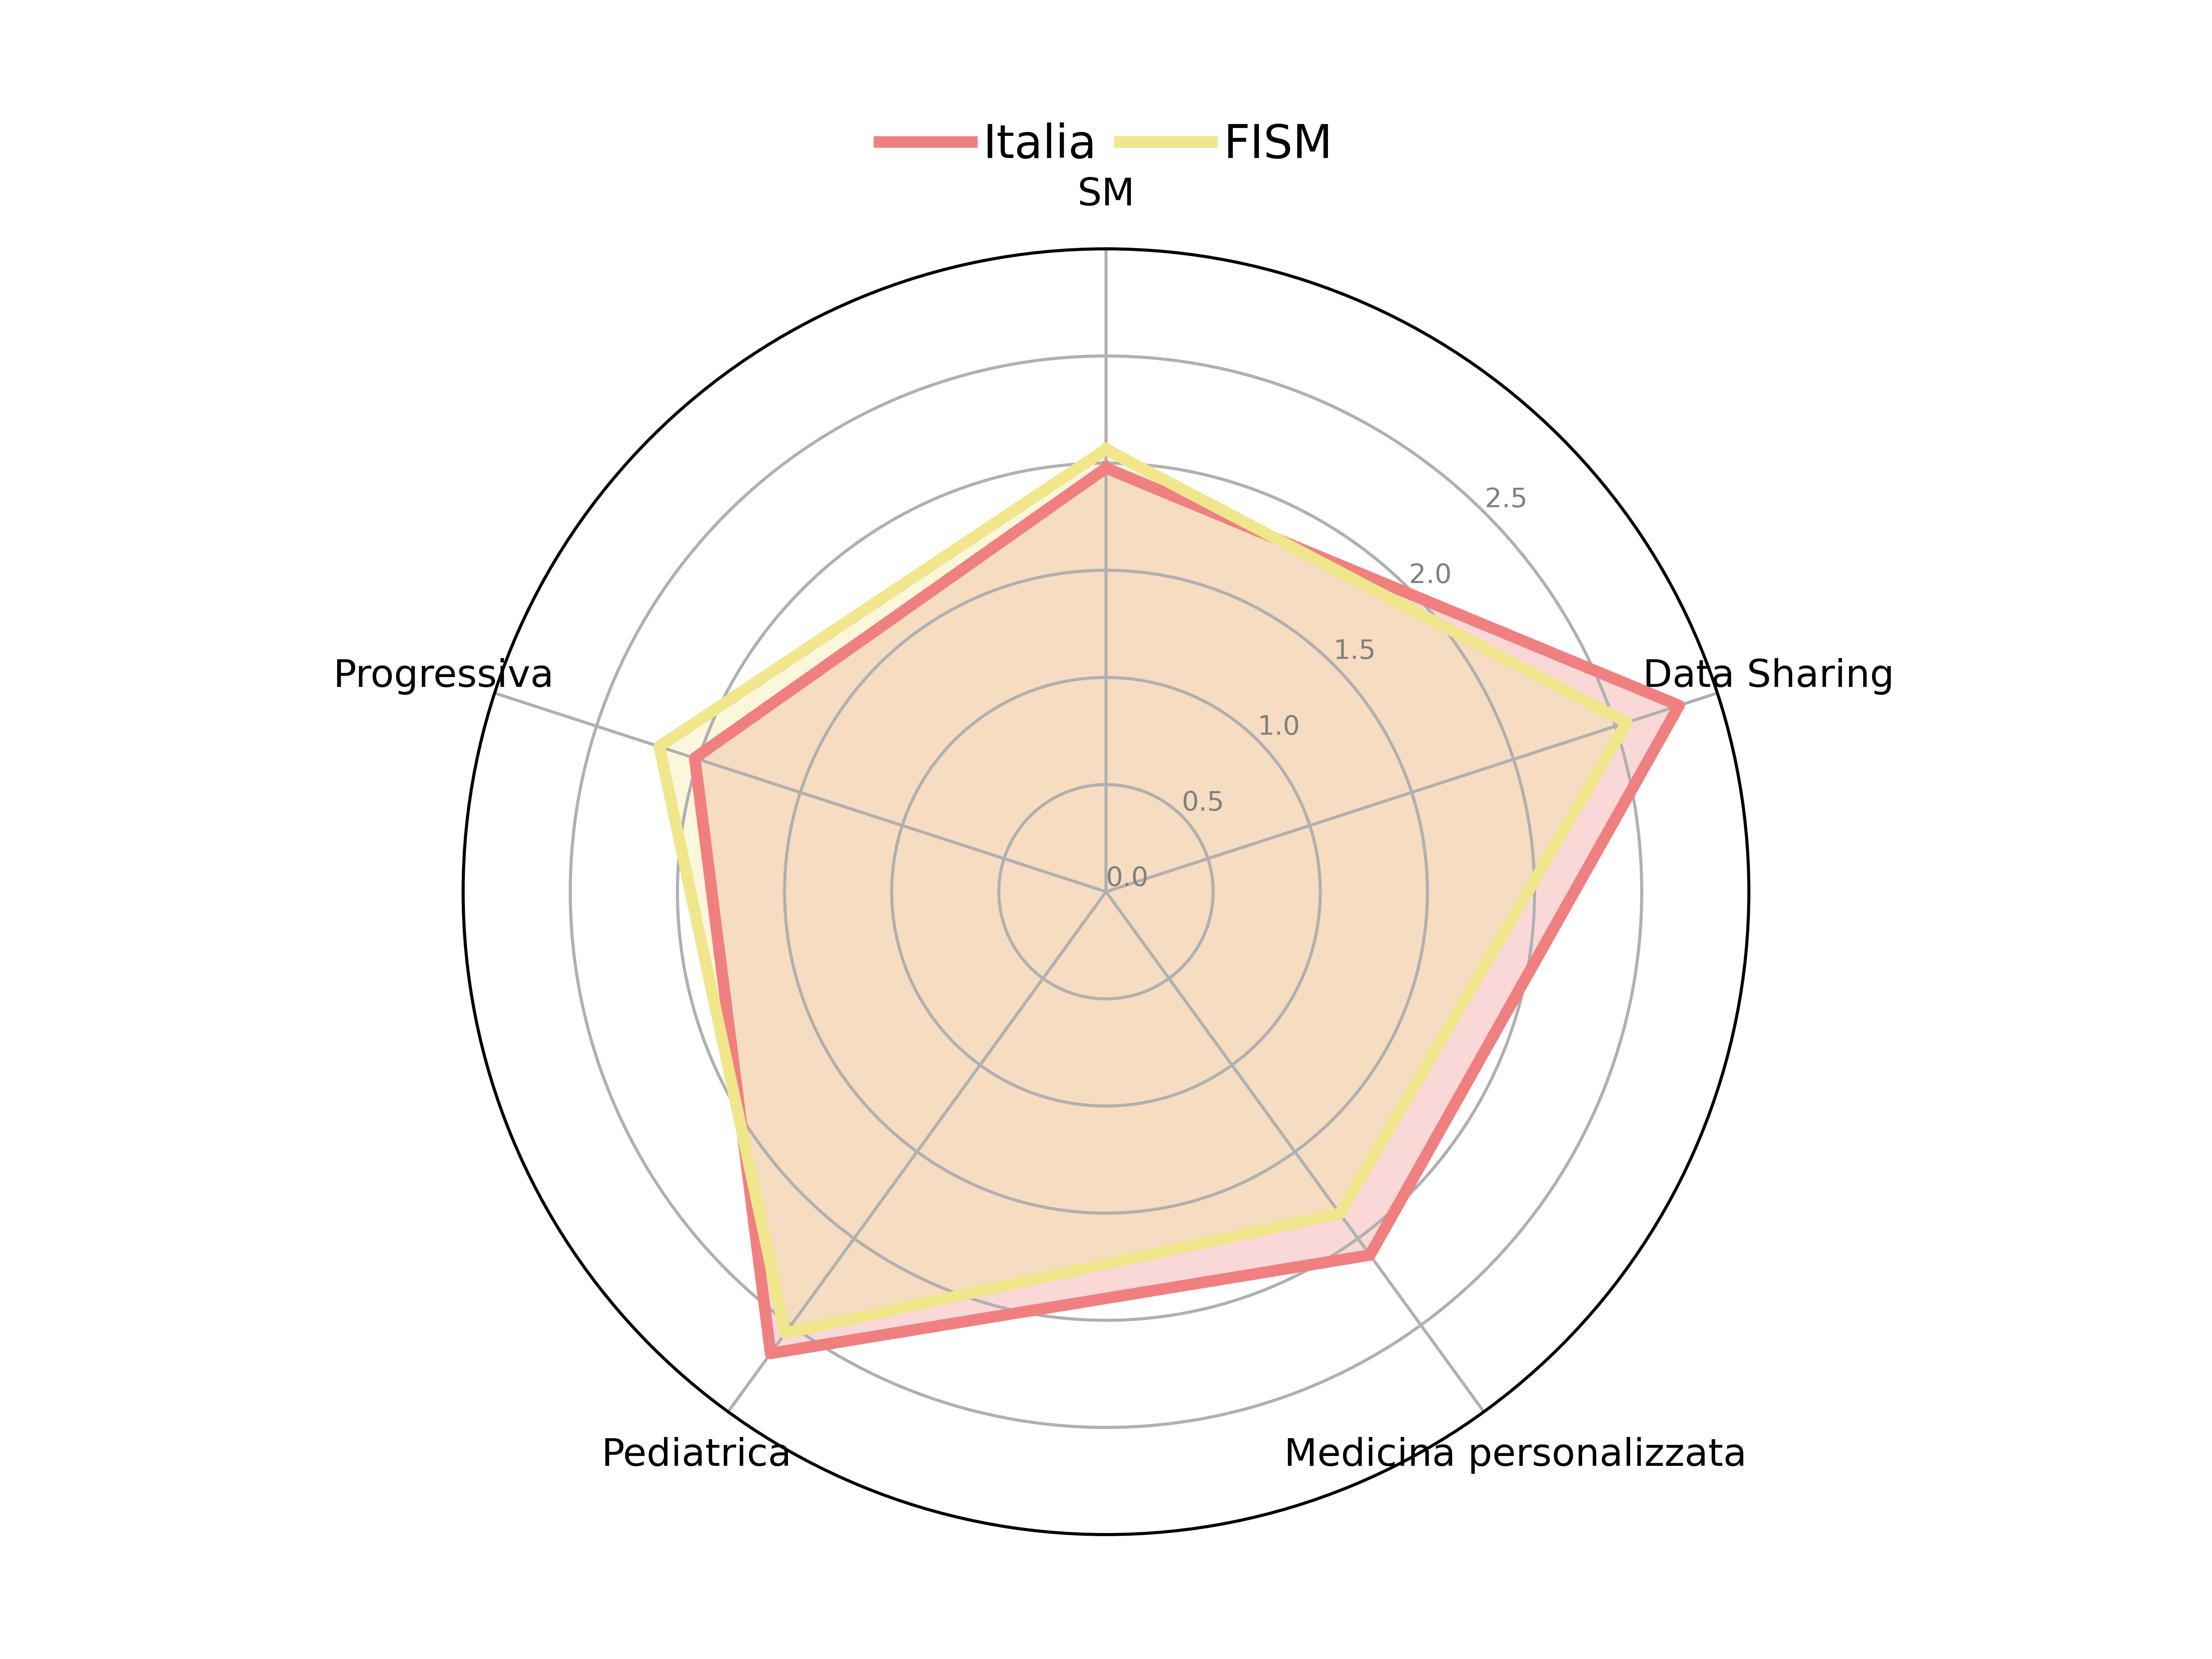 Italia FISM
SM
2.5
2.0
1.5
Progressiva
Data Sharing
1.0
0.5
0.0
Pediatrica
Medicina personalizzata